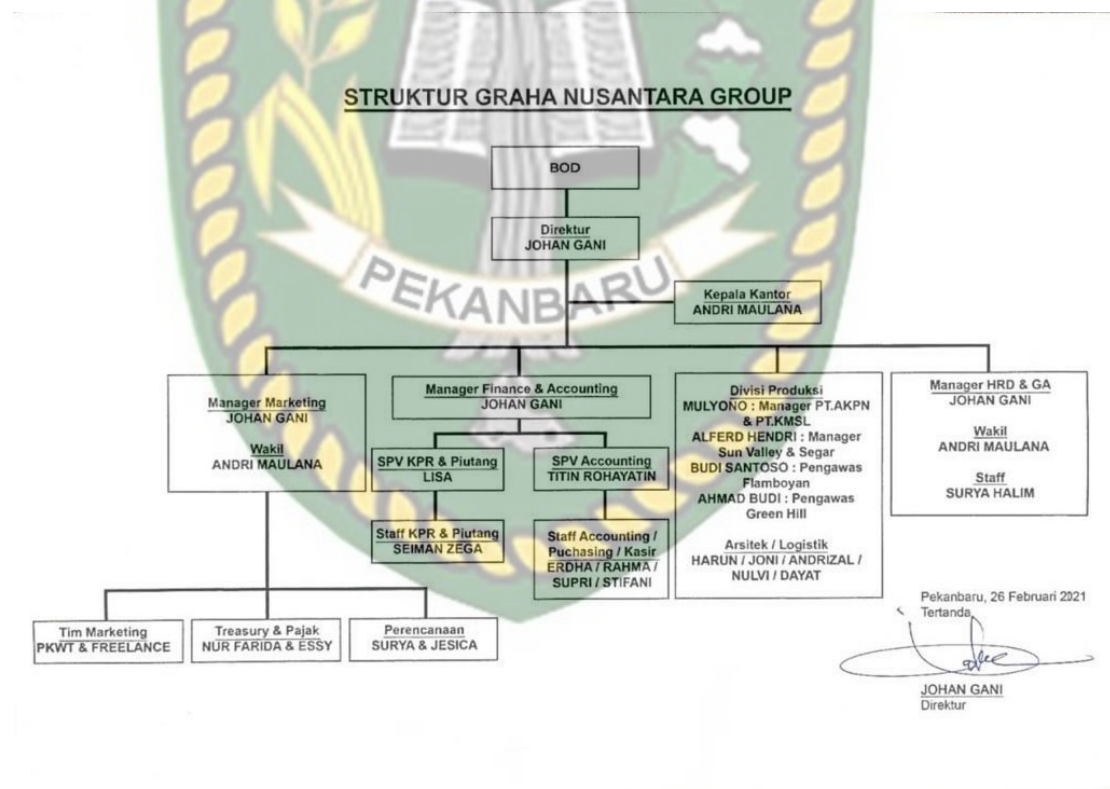 STRUKTUR GRAHA NUSANTARA GROUP
BOD
Direktur
JOHAN GANI
PEKANBARU
Kepala Kantor
ANDRI MAULANA
Manager Marketing
JOHAN GANI
Wakil
ANDRI MAULANA
Manager Finance & Accounting
JOHAN GANI
SPV KPR & Piutang
LISA
SPV Accounting
TITIN ROHAYATIN
Staff KPR & Piutang
SEIMAN ZEGA
Staff Accounting /
Puchasing / Kasir
ERDHA / RAHMA /
SUPRI / STIFANI
Divisi Produksi
MULYONO : Manager PT.AKPN
& PT.KMSL
ALFERD HENDRI : Manager
Sun Valley & Segar
BUDI SANTOSO : Pengawas
Flamboyan
AHMAD BUDI : Pengawas
Green Hill
Arsitek / Logistik
HARUN / JONI / ANDRIZAL /
NULVI / DAYAT
Manager HRD & GA
JOHAN GANI
Wakil
ANDRI MAULANA
Staff
SURYA HALIM
Tim Marketing
PKWT & FREELANCE
Treasury & Pajak
NUR FARIDA & ESSY
Perencanaan
SURYA & JESICA
Pekanbaru, 26 Februari 2021
Tertanda,
JOHAN GANI
Direktur